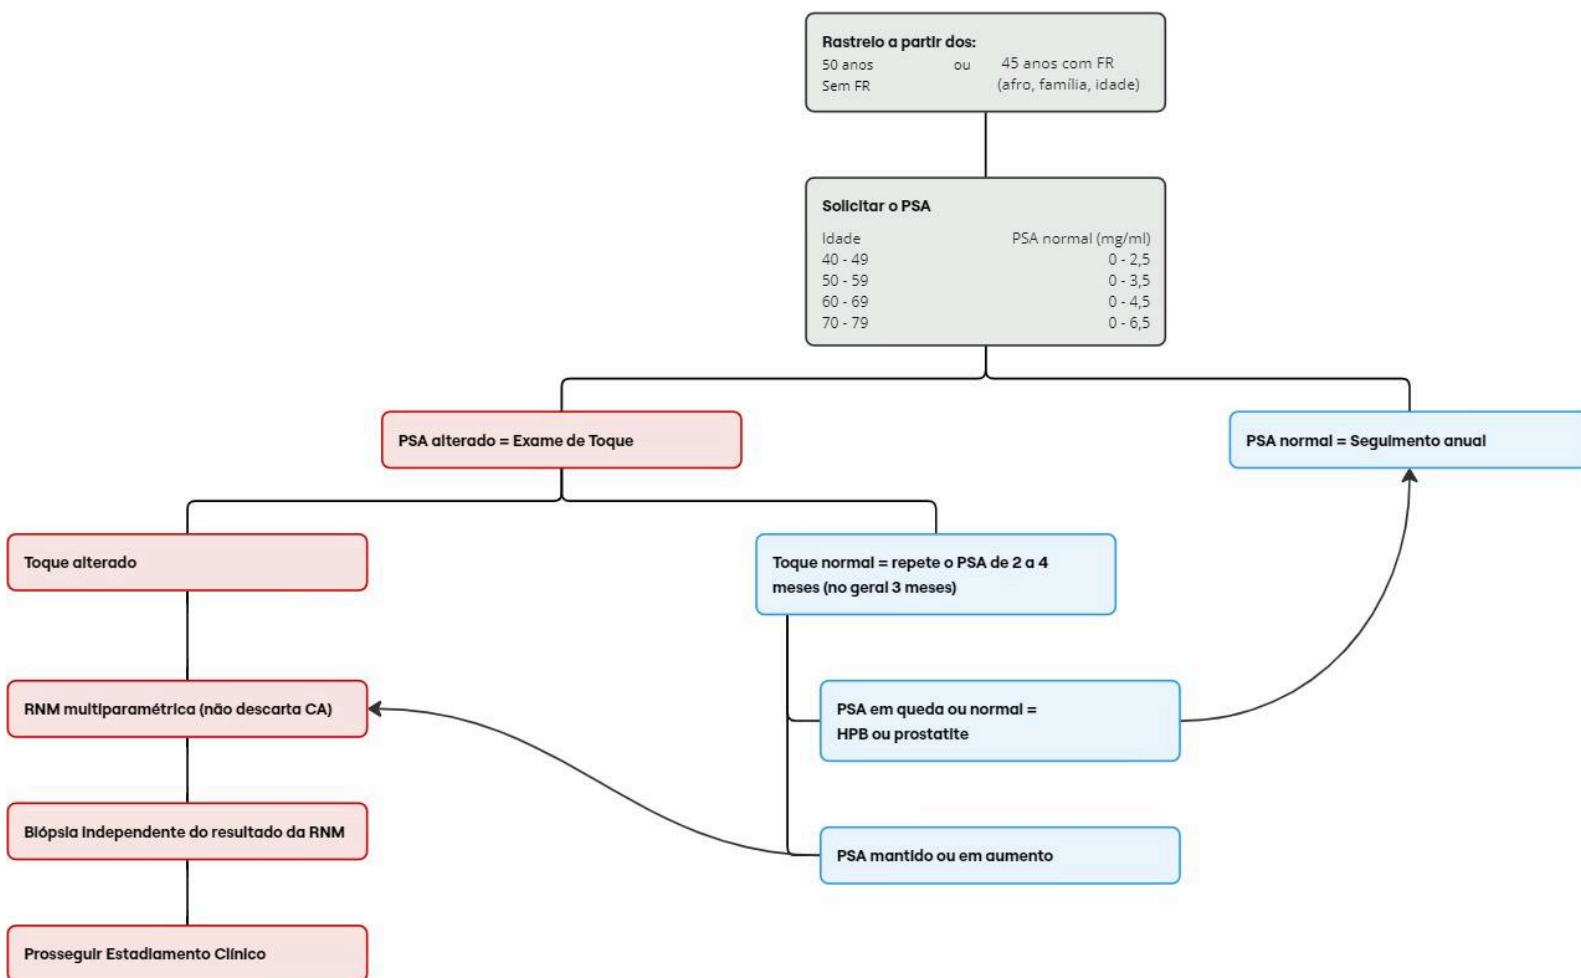 Rastreio a partir dos:
50 anos ou 45 anos com FR
Sem FR (afro, família, idade)
Solicitar o PSA
Idade PSA normal (mg/ml)
40 - 49 0 - 2,5
50 - 59 0 - 3,5
60 - 69 0 - 4,5
70 - 79 0 - 6,5
PSA alterado = Exame de Toque
PSA normal = Seguimento anual
Toque alterado
Toque normal = repete o PSA de 2 a 4
meses (no geral 3 meses)
RNM multiparamétrica (não descarta CA)
PSA em queda ou normal =
HPB ou prostatite
Biópsia independente do resultado da RNM
PSA mantido ou em aumento
Prosseguir Estadiamento Clínico